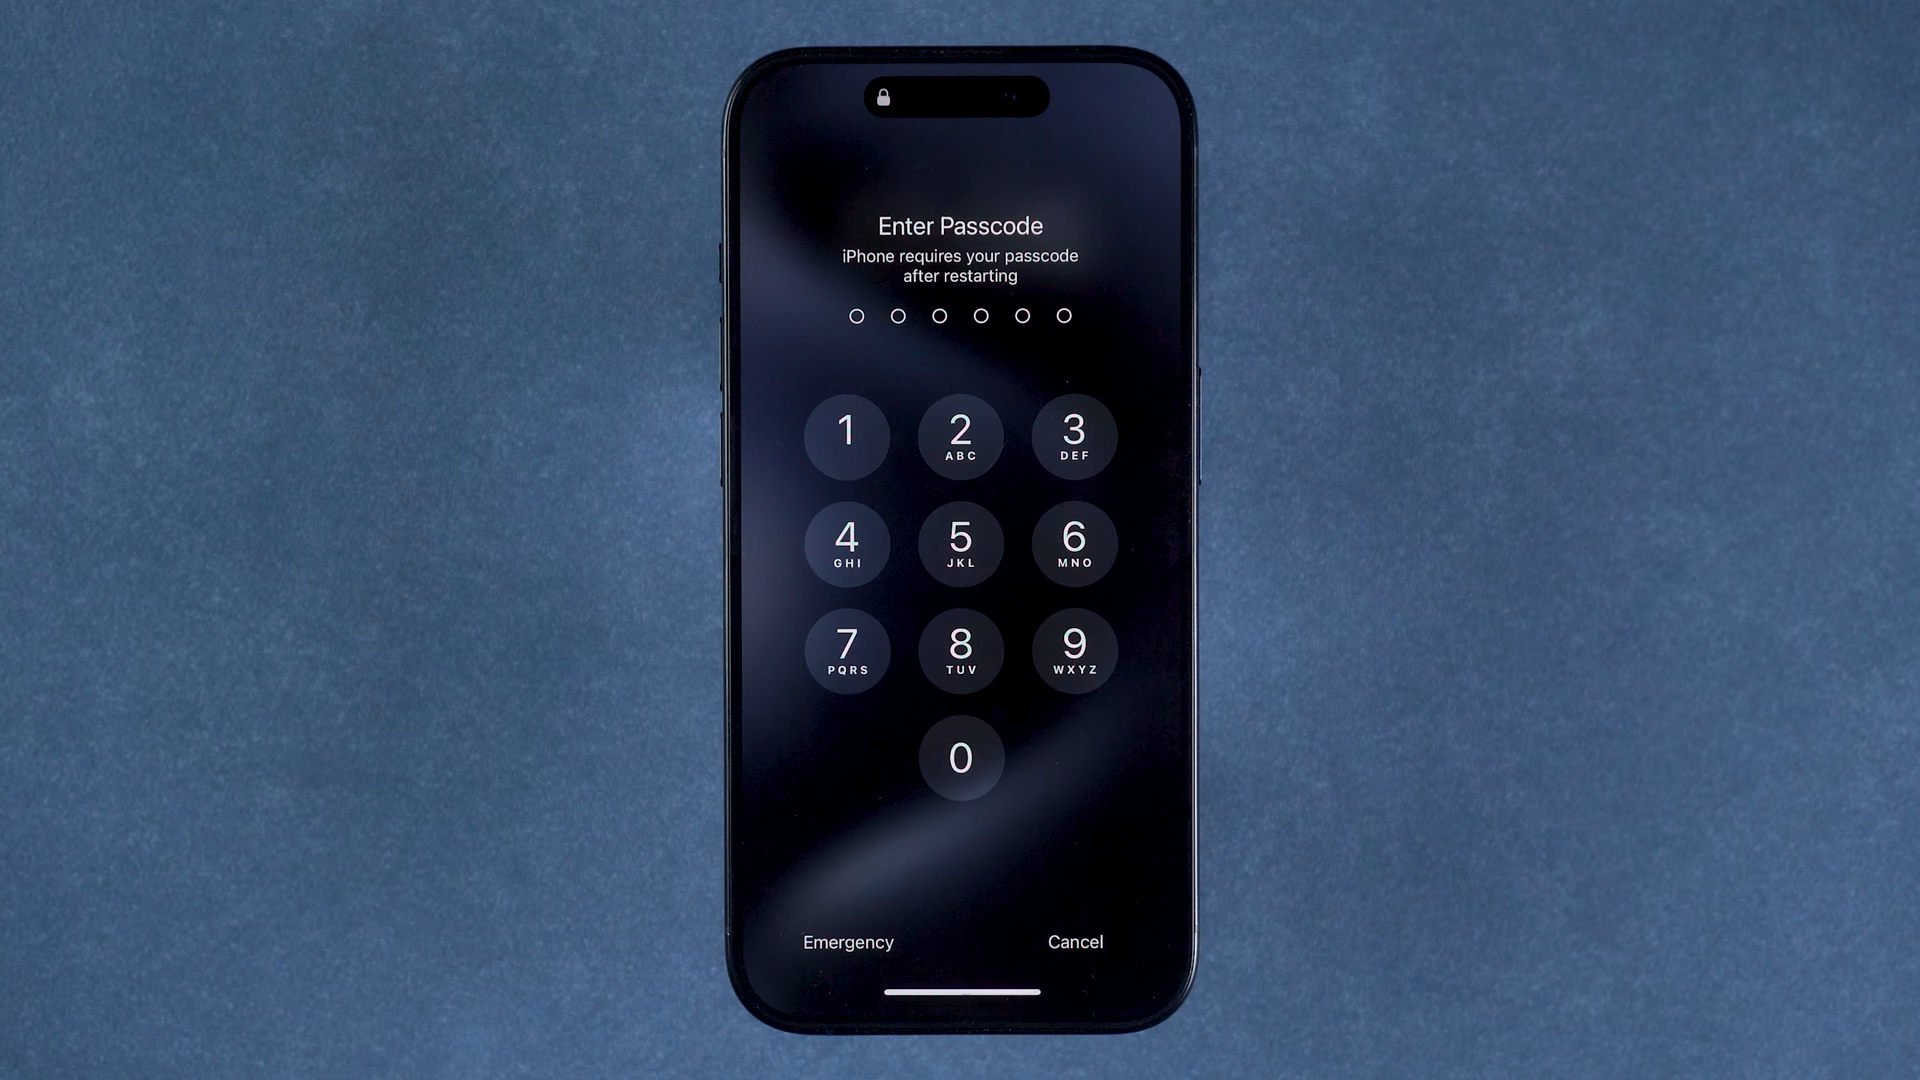 Enter Passcode
iPhone requires your passcode
after restarting
1
2
ABC
3
DEF
4
GHI
5
JKL
6
MNO
7
PQRS
8
TUV
9
WXYZ
0
Emergency
Cancel